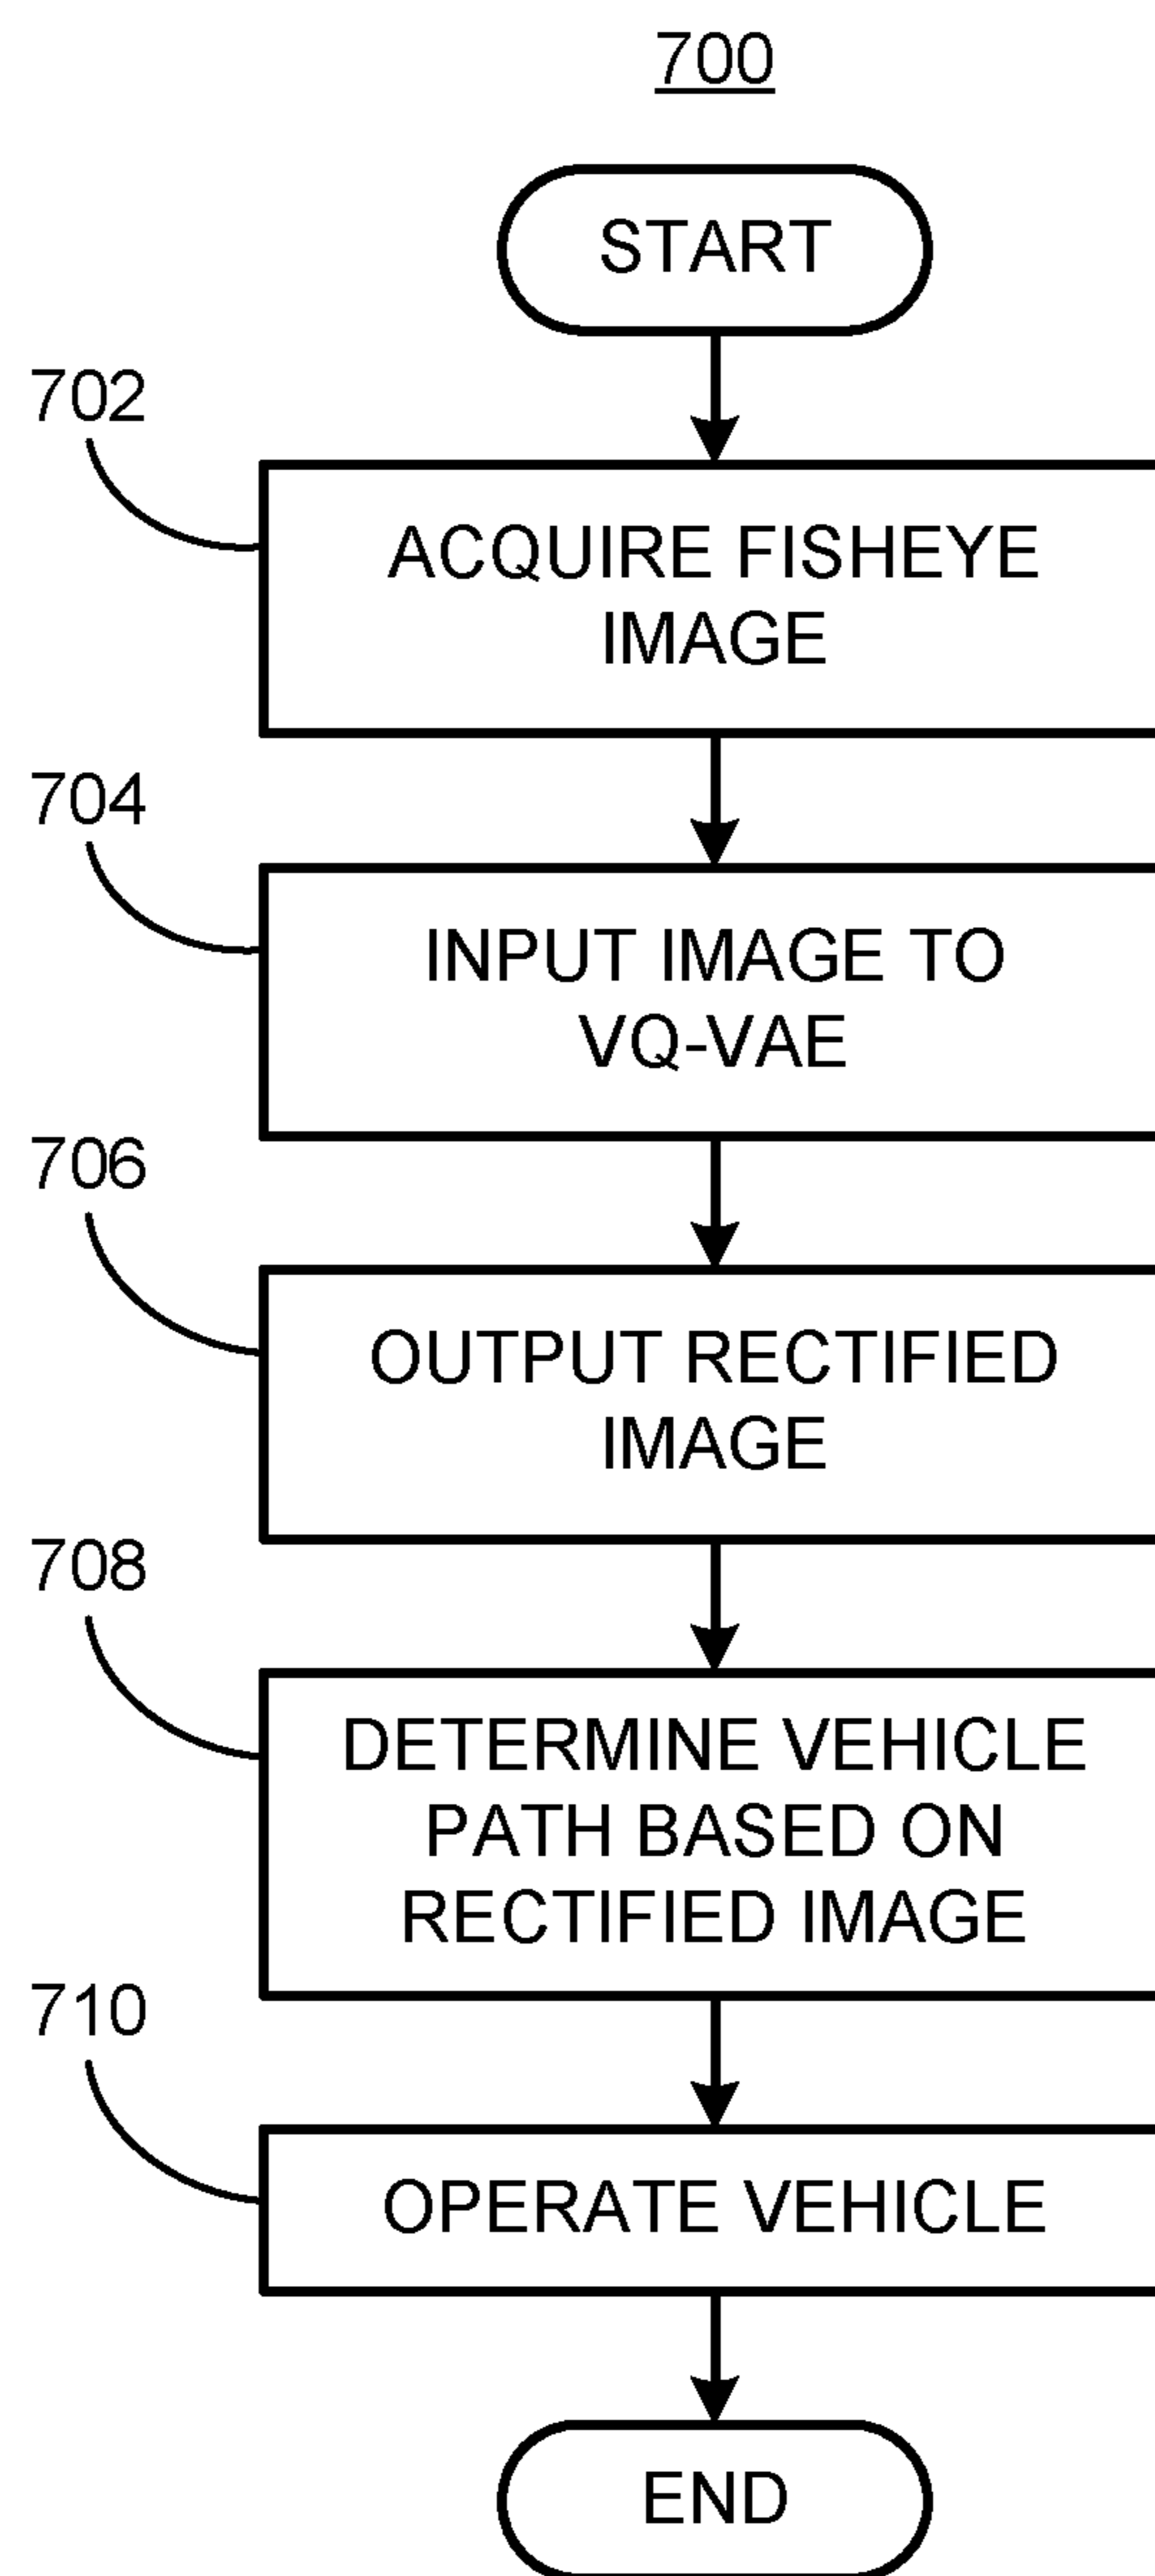 700
START
702
ACQUIRE FISHEYE
IMAGE
704
INPUT IMAGE TO
VQ-VAE
706
OUTPUT RECTIFIED
IMAGE
708
DETERMINE VEHICLE
PATH BASED ON
RECTIFIED IMAGE
710
OPERATE VEHICLE
END